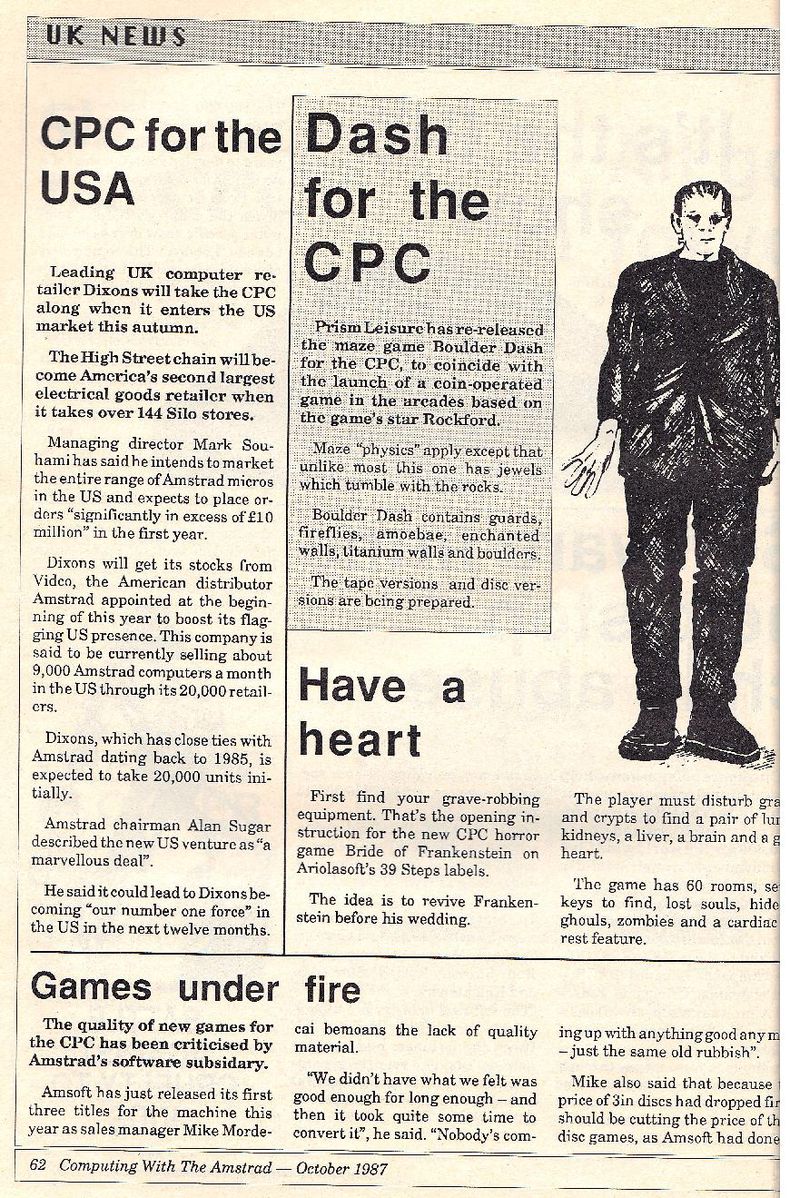 UK NEWS
CPC for the
USA
Leading UK computer re-
tailer Dixons will take the CPC
along when it enters the US
market this autumn.
The High Street chain will be-
come America's second largest
electrical goods retailer when
it takes over 144 Silo stores.
Managing director Mark Sou-
hami has said he intends to market
the entire range of Amstrad micros
in the US and expects to place or-
ders "significantly in excess of £10
million" in the first year.
Dixons will get its stocks from
Video, the American distributor
Amstrad appointed at the begin-
ning of this year to boost its flag-
ging US presence. This company is
said to be currently selling about
9,000 Amstrad computers a month
in the US through its 20,000 retail-
ers.
Dixons, which has close ties with
Amstrad dating back to 1985, is
expected to take 20,000 units ini-
tially.
Amstrad chairman Alan Sugar
described the new US venture as "a
marvellous deal".
He said it could lead to Dixons be-
coming "our number one force" in
the US in the next twelve months.
Dash
for the
CPC
Prism Leisure has re-released
the maze game Boulder Dash
for the CPC, to coincide with
the launch of a coin-operated
game in the arcades based on
the game's star Rockford.
Maze "physics" apply except that
unlike most this one has jewels
which tumble with the rocks.
Boulder Dash contains guards,
fireflies, amoebae, enchanted
walls, titanium walls and boulders.
The tape versions and disc ver-
sions are being prepared.
Have a
heart
First find your grave-robbing
equipment. That's the opening in-
struction for the new CPC horror
game Bride of Frankenstein on
Ariolasoft's 39 Steps labels.
The idea is to revive Franken-
stein before his wedding.
The player must disturb gra
and crypts to find a pair of lun
kidneys, a liver, a brain and a g
heart.
The game has 60 rooms, se
keys to find, lost souls, hide
ghouls, zombies and a cardiac
rest feature.
Games under fire
The quality of new games for
the CPC has been criticised by
Amstrad's software subsidary.
Amsoft has just released its first
three titles for the machine this
year as sales manager Mike Morde-
cai bemoans the lack of quality
material.
"We didn't have what we felt was
good enough for long enough – and
then it took quite some time to
convert it", he said. "Nobody's com-
ing up with anything good any m
– just the same old rubbish".
Mike also said that because
price of 3in discs had dropped fir
should be cutting the price of th
disc games, as Amsoft had done
62 Computing With The Amstrad — October 1987